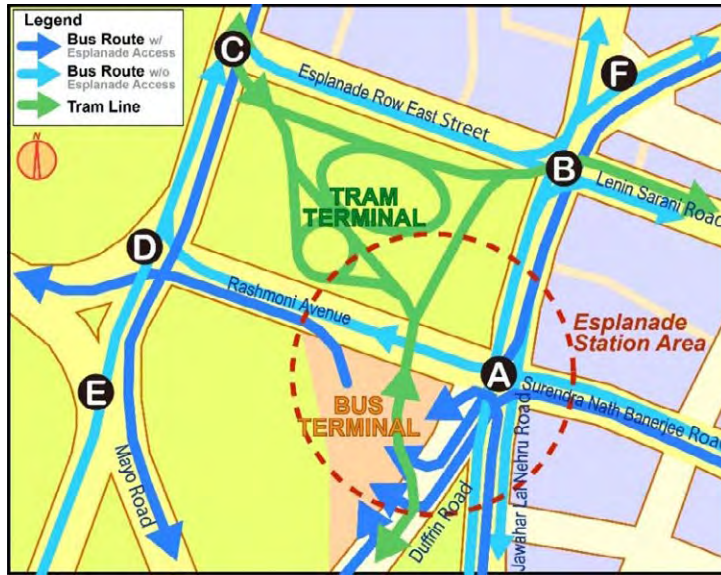 Legend
Bus Route w/
Esplanade Access
Bus Route w/o
Esplanade Access
Tram Line
N
C
F
Esplanade Row East Street
B
Lenin Sarani Road
TRAM
TERMINAL
D
Rashmoni Avenue
Esplanade
Station Area
A
E
BUS
TERMINAL
Surendra Nath Banerjee Road
Mayo Road
Duffrin Road
Jawahar Lal Nehru Road